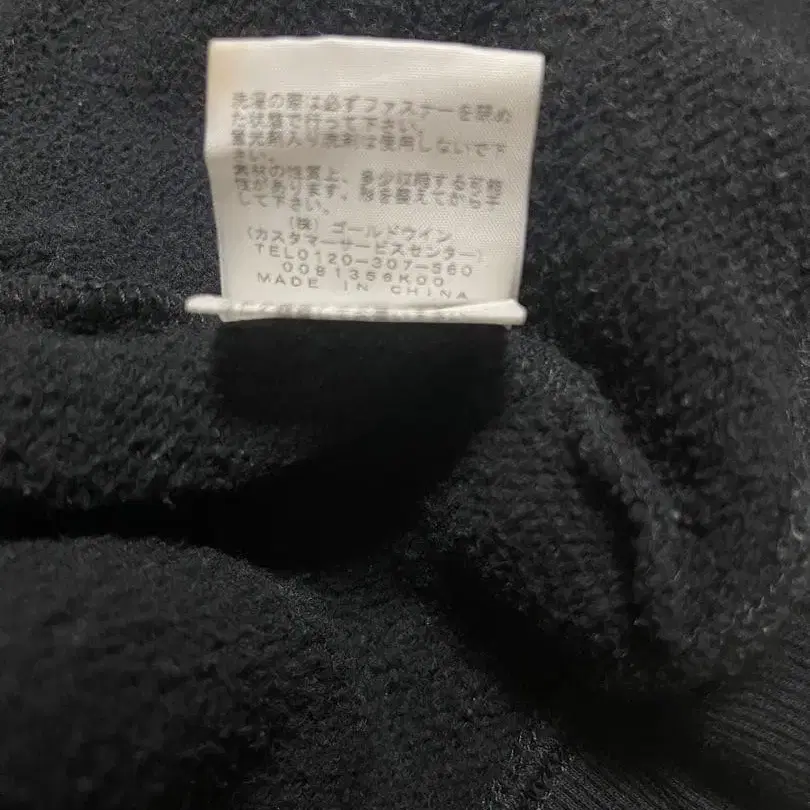 洗濯の際は必ずファスナーを閉め
た状態で行って下さい。
蛍光剤入り洗剤は使用しないで下
さい。
素材の性質上、多少は縮する可能
性があります。形を整えてから干
して下さい。
(株)ゴールドウイン
(カスタマーサービスセンター)
TEL0120-307-560
0081356K00
MADE IN CHINA